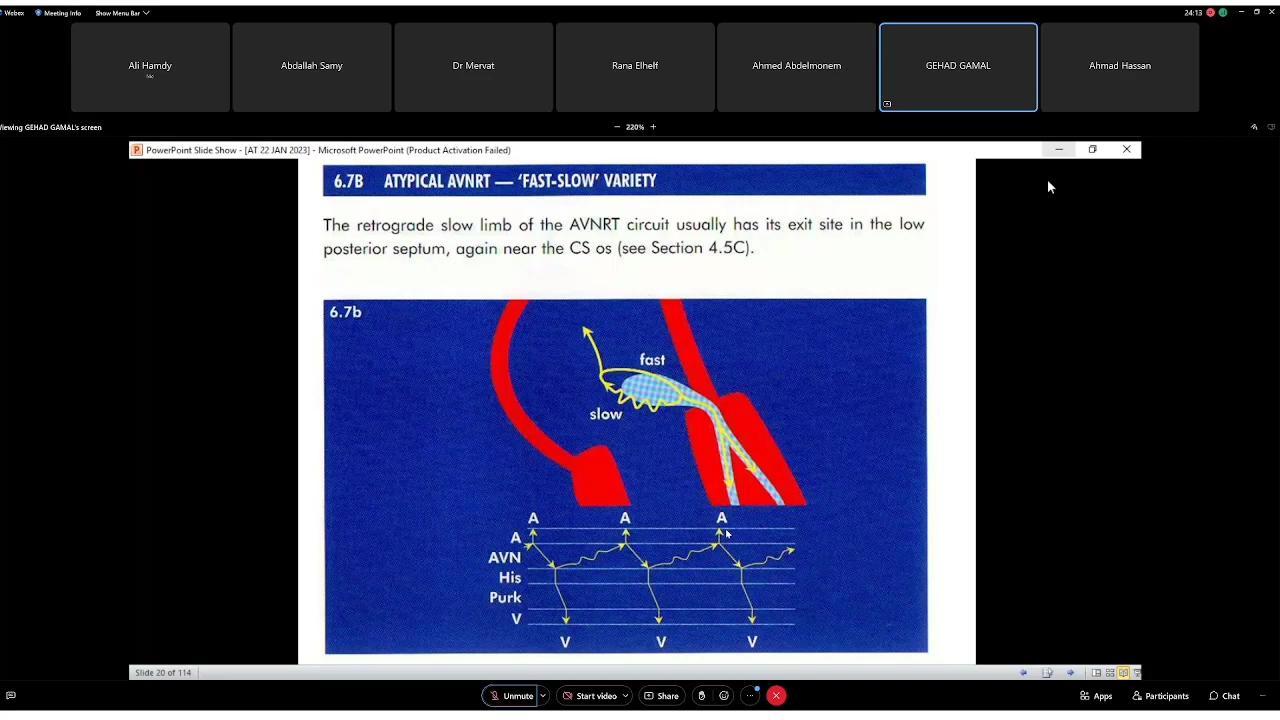 Webex Meeting Info Show Menu Bar 24:13
Ali Hamdy
Me
Abdallah Samy
Dr Mervat
Rana Elhelf
Ahmed Abdelmonem
GEHAD GAMAL
Ahmad Hassan
Viewing GEHAD GAMAL's screen
− 220% +
PowerPoint Slide Show - [AT 22 JAN 2023] - Microsoft PowerPoint (Product Activation Failed)
6.7B ATYPICAL AVNRT — 'FAST-SLOW' VARIETY
The retrograde slow limb of the AVNRT circuit usually has its exit site in the low
posterior septum, again near the CS os (see Section 4.5C).
6.7b
fast
slow
A A A
A
AVN
His
Purk
V
V V V
Slide 20 of 114
Unmute Start video Share Apps Participants Chat